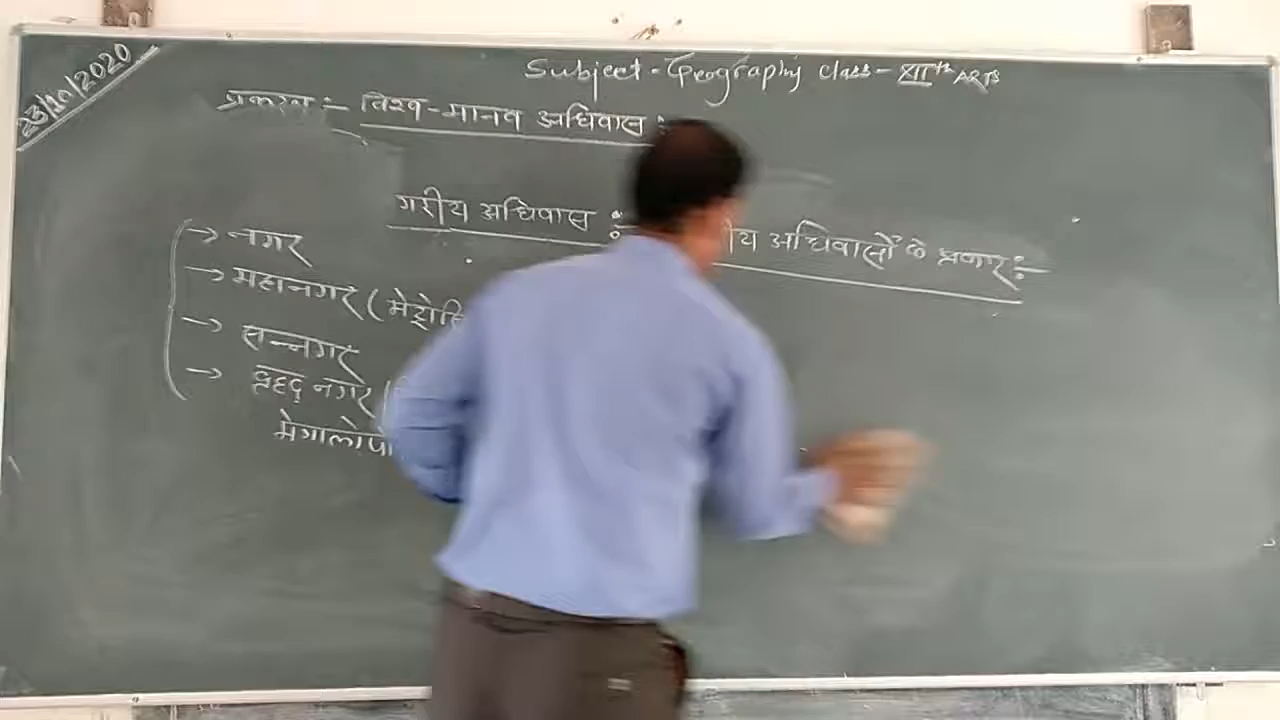 23/10/2020
Subject - Geography Class - XIIth ARTS
प्रकरण :- विश्व-मानव अधिवास :
गरीय अधिवास :-
ीय अधिवासों के प्रकार :-
→ नगर
→ महानगर (मेट्रो
→ सन्नगर
→ वृहद् नगर (
मेगालोपो